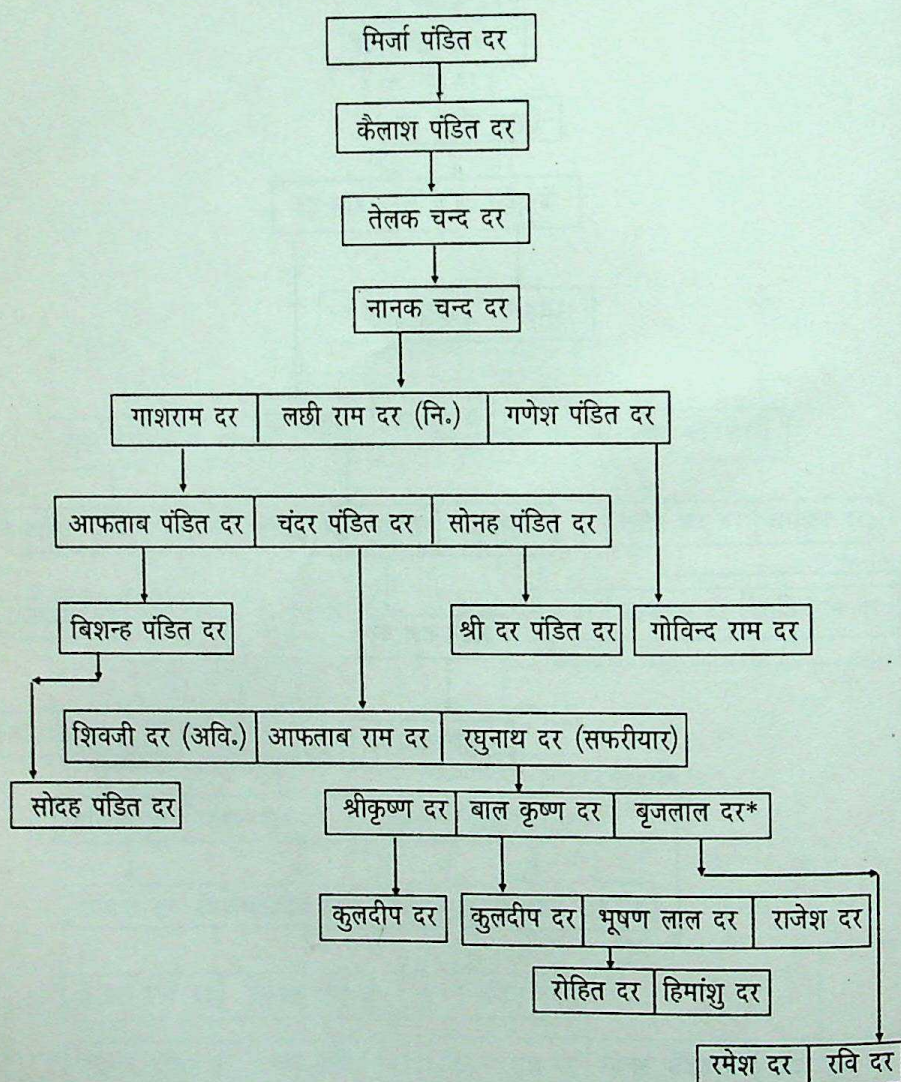 मिर्जा पंडित दर
कैलाश पंडित दर
तेलक चन्द दर
नानक चन्द दर
गाशराम दर लछी राम दर (नि.) गणेश पंडित दर
आफताब पंडित दर चंदर पंडित दर सोनह पंडित दर
बिशन्ह पंडित दर श्री दर पंडित दर गोविन्द राम दर
शिवजी दर (अवि.) आफताब राम दर रघुनाथ दर (सफरीयार)
सोदह पंडित दर श्रीकृष्ण दर बाल कृष्ण दर बृजलाल दर*
कुलदीप दर कुलदीप दर भूषण लाल दर राजेश दर
रोहित दर हिमांशु दर
रमेश दर रवि दर